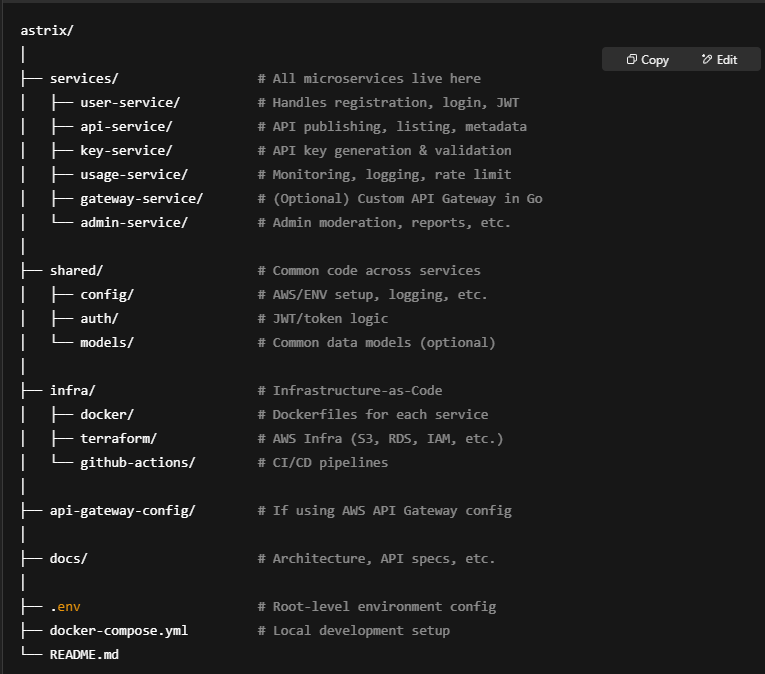 astrix/
│
Copy Edit
├── services/ # All microservices live here
│ ├── user-service/ # Handles registration, login, JWT
│ ├── api-service/ # API publishing, listing, metadata
│ ├── key-service/ # API key generation & validation
│ ├── usage-service/ # Monitoring, logging, rate limit
│ ├── gateway-service/ # (Optional) Custom API Gateway in Go
│ └── admin-service/ # Admin moderation, reports, etc.
│
├── shared/ # Common code across services
│ ├── config/ # AWS/ENV setup, logging, etc.
│ ├── auth/ # JWT/token logic
│ └── models/ # Common data models (optional)
│
├── infra/ # Infrastructure-as-Code
│ ├── docker/ # Dockerfiles for each service
│ ├── terraform/ # AWS Infra (S3, RDS, IAM, etc.)
│ └── github-actions/ # CI/CD pipelines
│
├── api-gateway-config/ # If using AWS API Gateway config
│
├── docs/ # Architecture, API specs, etc.
│
├── .env # Root-level environment config
├── docker-compose.yml # Local development setup
└── README.md